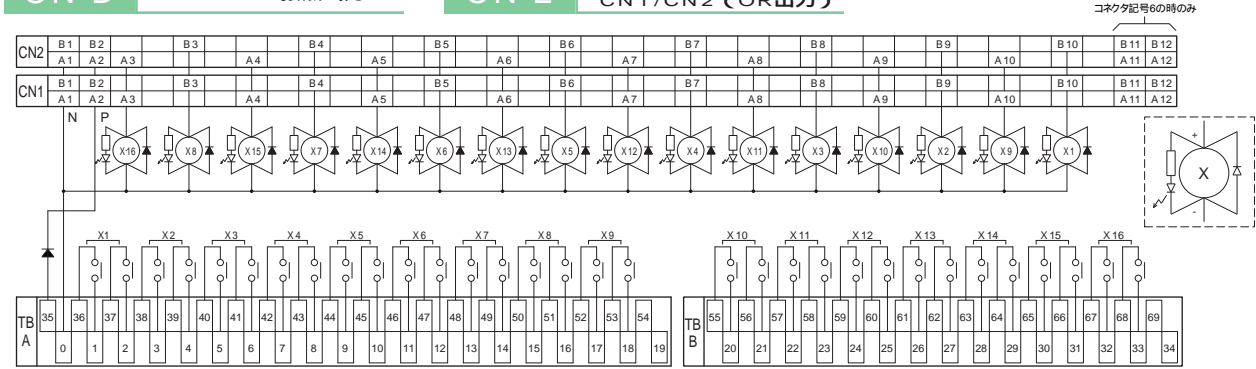 CN-E
CN1/CN2(OR出力)
コネクタ記号6の時のみ
CN2
B1 B2 B3 B4 B5 B6 B7 B8 B9 B10 B11 B12
A1 A2 A3 A4 A5 A6 A7 A8 A9 A10 A11 A12
CN1
B1 B2 B3 B4 B5 B6 B7 B8 B9 B10 B11 B12
A1 A2 A3 A4 A5 A6 A7 A8 A9 A10 A11 A12
N P
X16 X8 X15 X7 X14 X6 X13 X5 X12 X4 X11 X3 X10 X2 X9 X1
+
X
-
X1 X2 X3 X4 X5 X6 X7 X8 X9 X10 X11 X12 X13 X14 X15 X16
TB A
35 36 37 38 39 40 41 42 43 44 45 46 47 48 49 50 51 52 53 54
0 1 2 3 4 5 6 7 8 9 10 11 12 13 14 15 16 17 18 19
TB B
55 56 57 58 59 60 61 62 63 64 65 66 67 68 69
20 21 22 23 24 25 26 27 28 29 30 31 32 33 34